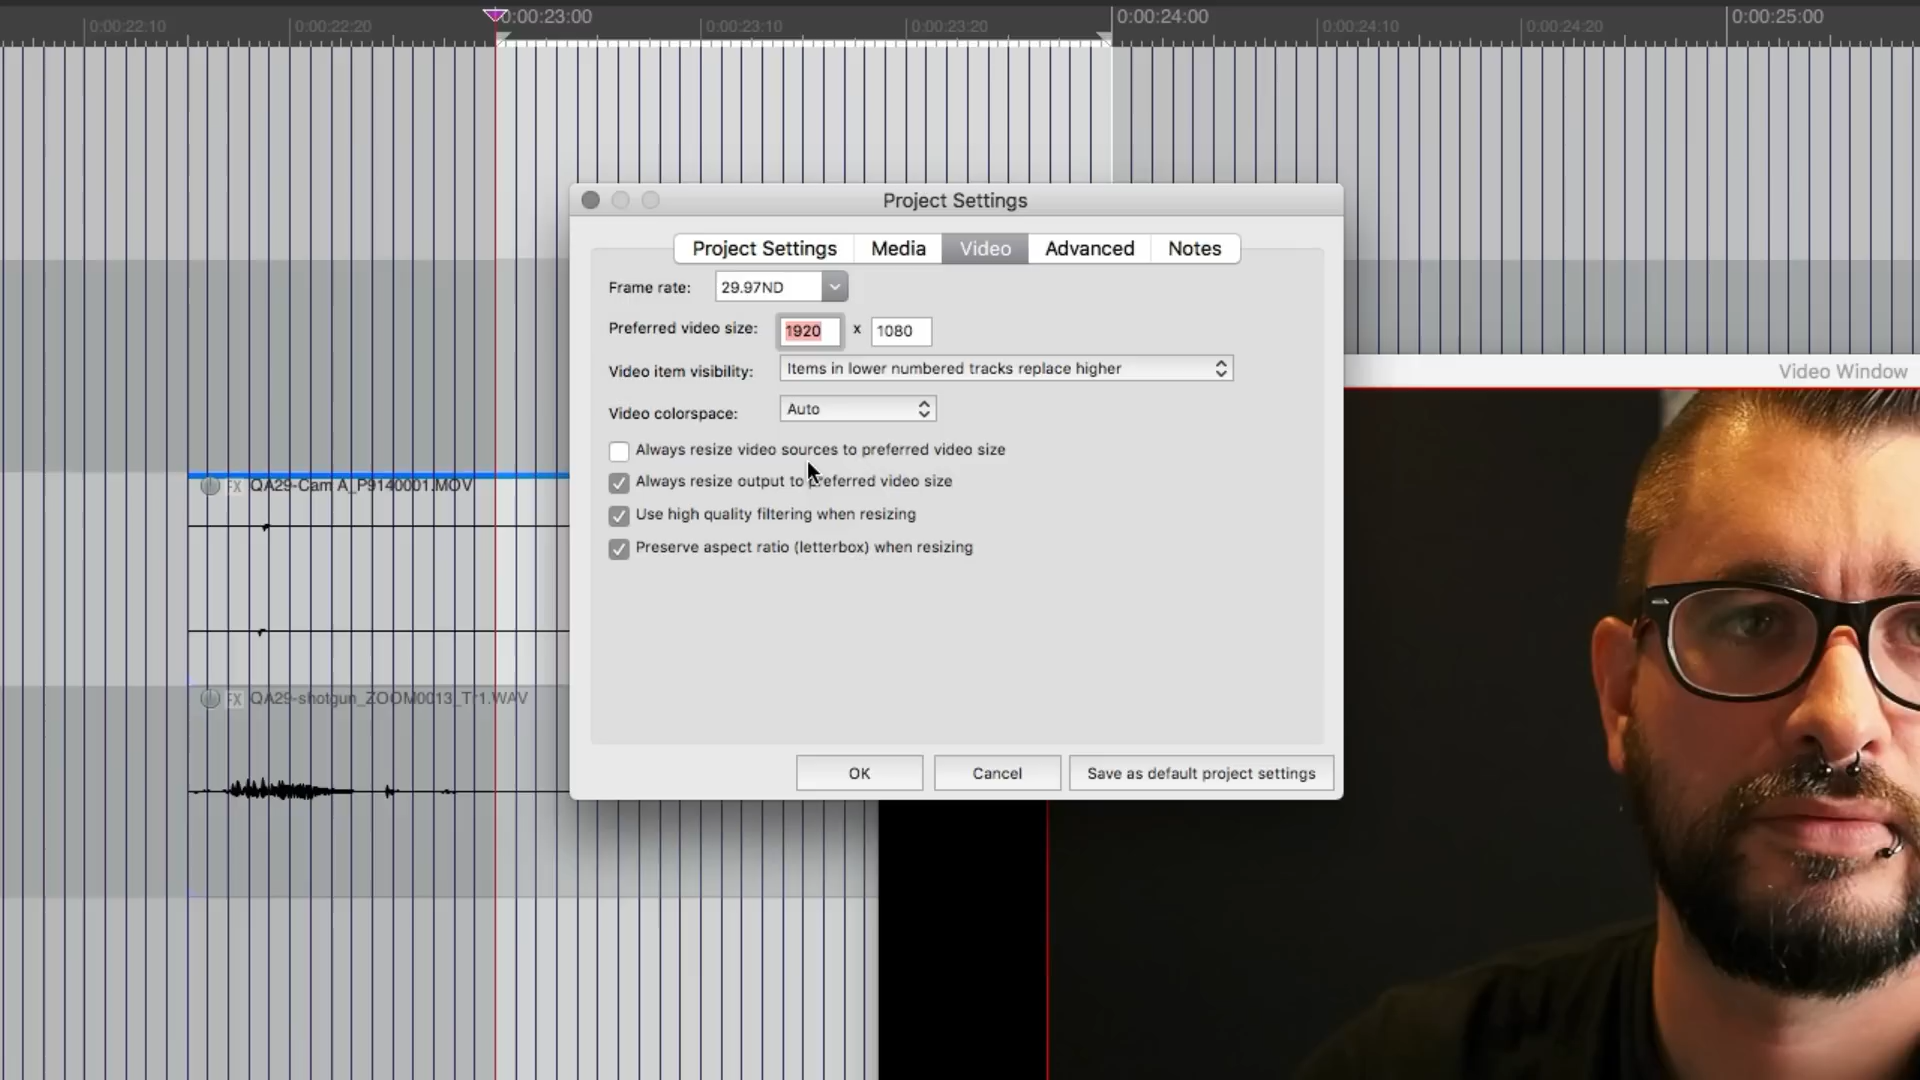 0:00:22:10
0:00:22:20
0:00:23:00
0:00:23:10
0:00:23:20
0:00:24:00
0:00:24:10
0:00:24:20
0:00:25:00
Project Settings
Project Settings
Media
Video
Advanced
Notes
Frame rate:
29.97ND
Preferred video size:
1920
x
1080
Video item visibility:
Items in lower numbered tracks replace higher
Video colorspace:
Auto
Always resize video sources to preferred video size
Always resize output to preferred video size
Use high quality filtering when resizing
Preserve aspect ratio (letterbox) when resizing
OK
Cancel
Save as default project settings
Video Window
FX
QA29-Cam A_P9140001.MOV
FX
QA29-shotgun_ZOOM0013_Tr1.WAV